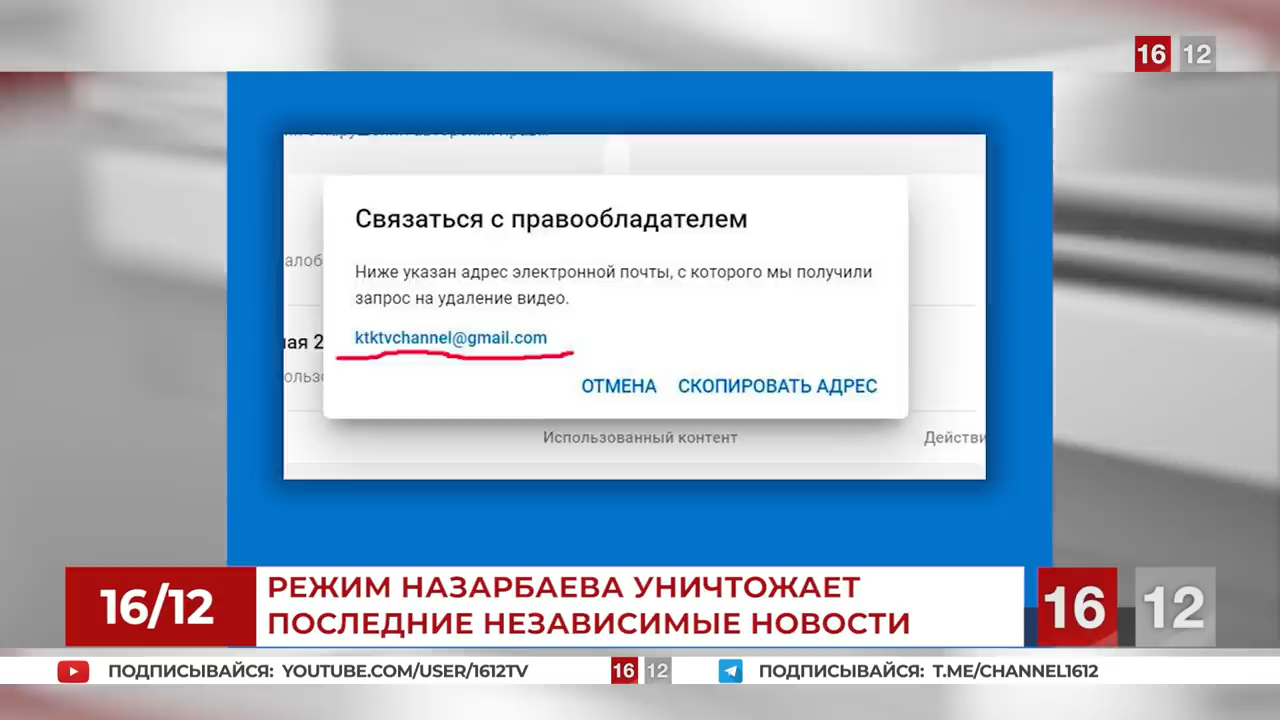 16 12
Связаться с правообладателем
Ниже указан адрес электронной почты, с которого мы получили
запрос на удаление видео.
ktktvchannel@gmail.com
ОТМЕНА СКОПИРОВАТЬ АДРЕС
Использованный контент
16/12
РЕЖИМ НАЗАРБАЕВА УНИЧТОЖАЕТ
ПОСЛЕДНИЕ НЕЗАВИСИМЫЕ НОВОСТИ
16 12
ПОДПИСЫВАЙСЯ: YOUTUBE.COM/USER/1612TV
16 12
ПОДПИСЫВАЙСЯ: T.ME/CHANNEL1612